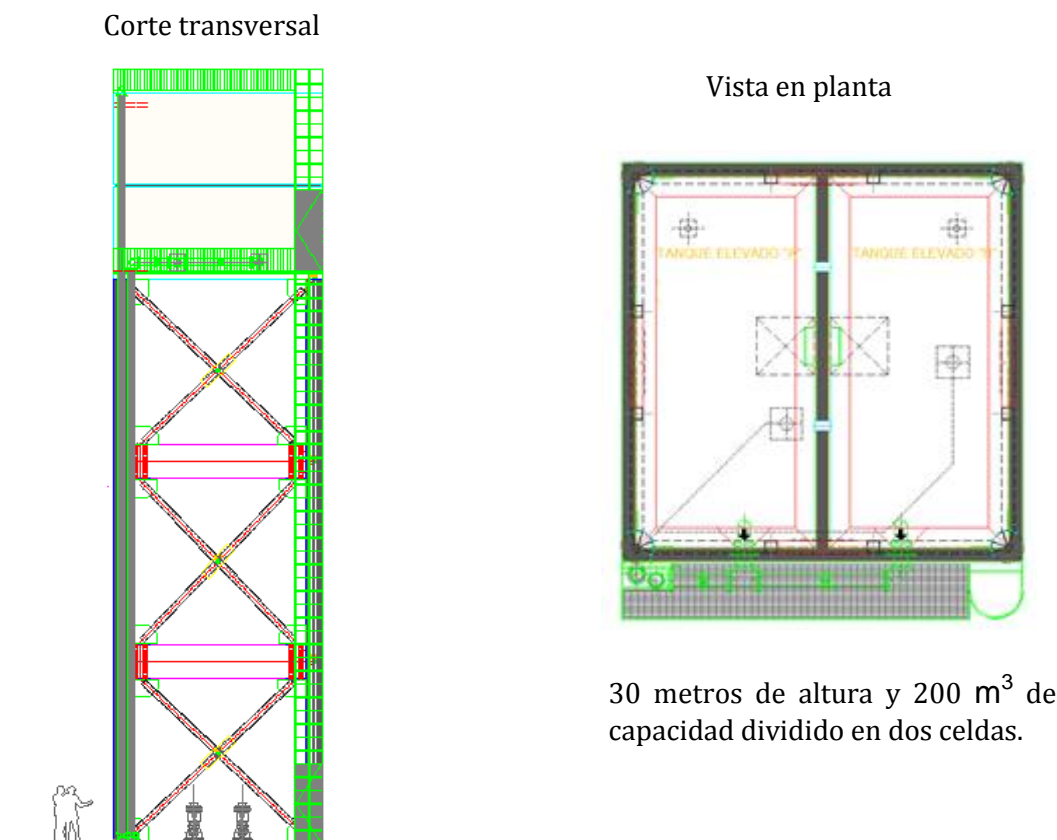 Corte transversal
Vista en planta
TANQUE ELEVADO "A"
TANQUE ELEVADO "B"
30 metros de altura y 200 m³ de
capacidad dividido en dos celdas.